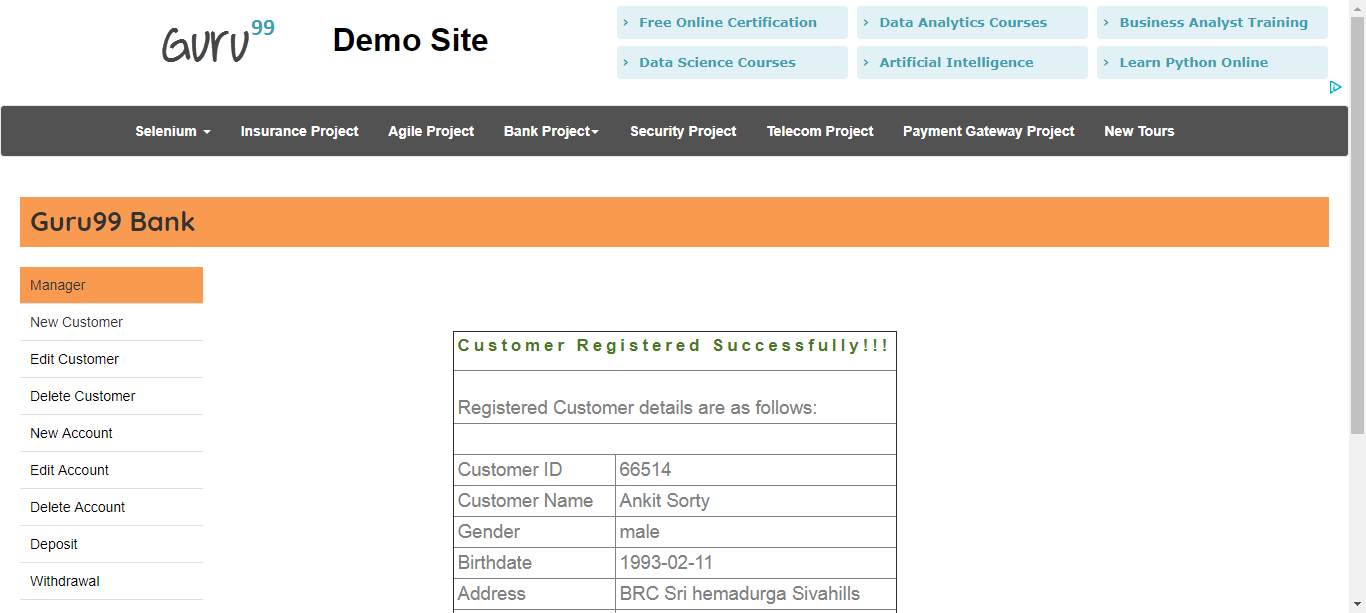 Guru99
Demo Site
› Free Online Certification
› Data Analytics Courses
› Business Analyst Training
› Data Science Courses
› Artificial Intelligence
› Learn Python Online
Selenium Insurance Project Agile Project Bank Project Security Project Telecom Project Payment Gateway Project New Tours
Guru99 Bank
Manager
New Customer
Edit Customer
Delete Customer
New Account
Edit Account
Delete Account
Deposit
Withdrawal
Customer Registered Successfully!!!
Registered Customer details are as follows:
Customer ID 66514
Customer Name Ankit Sorty
Gender male
Birthdate 1993-02-11
Address BRC Sri hemadurga Sivahills